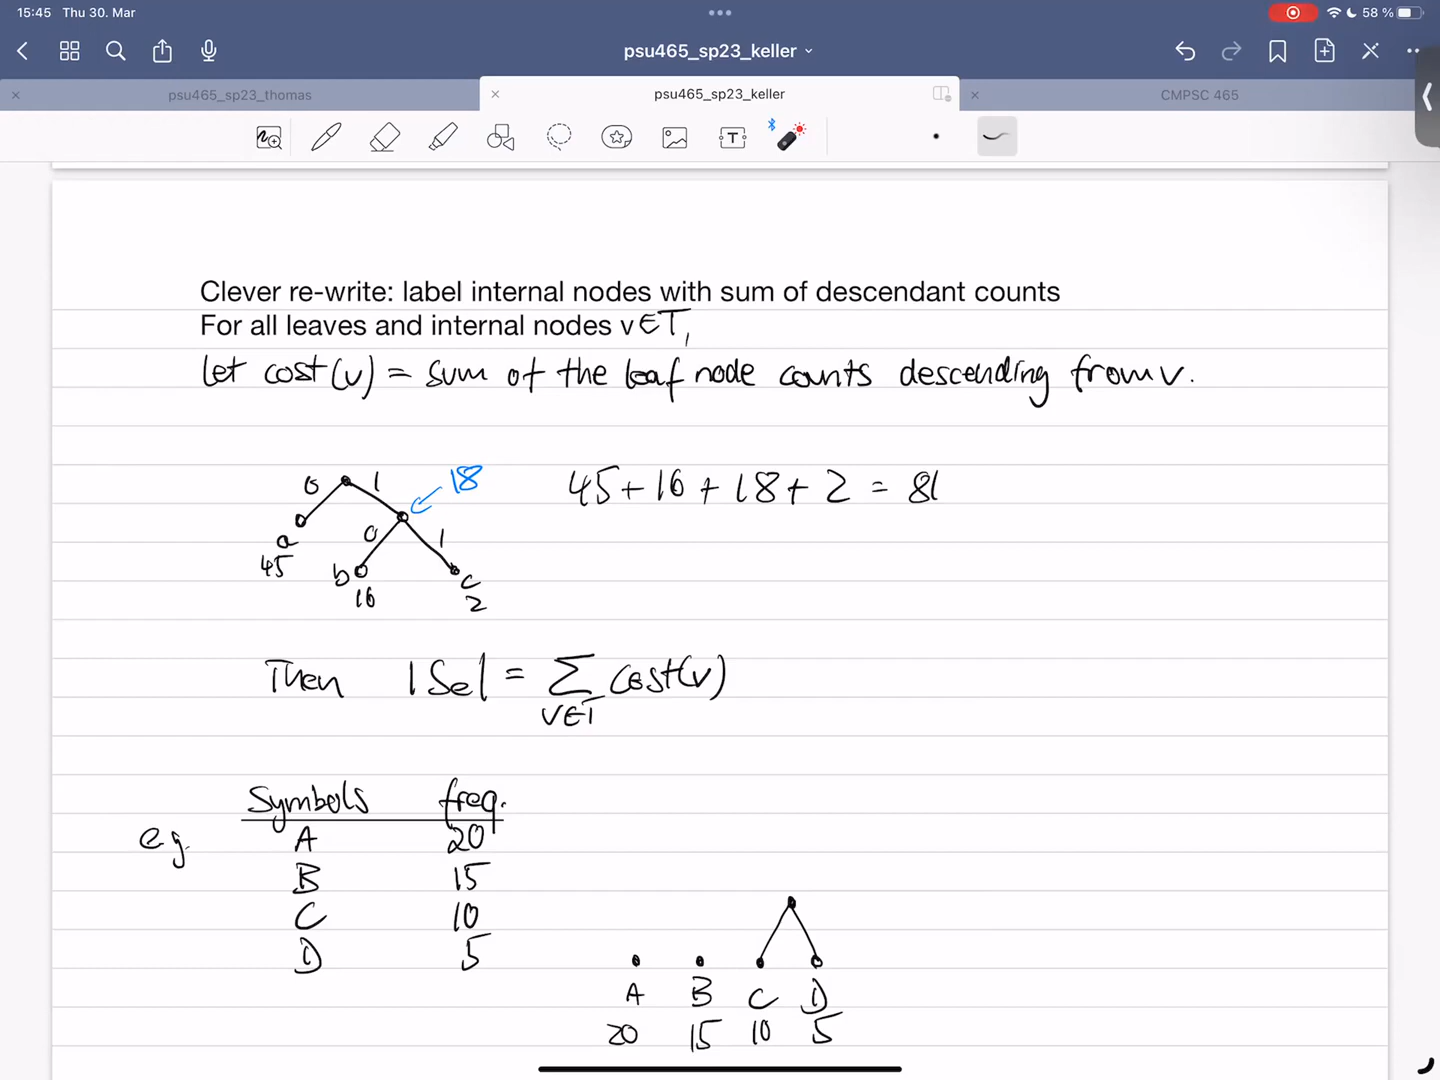 15:45 Thu 30. Mar
58 %
psu465_sp23_keller
psu465_sp23_thomas
psu465_sp23_keller
CMPSC 465
T
Clever re-write: label internal nodes with sum of descendant counts
For all leaves and internal nodes v∈T,
let cost(v) = sum of the leaf node counts descending from v.
0 1 18
45+16+18+2 = 81
a 0 1
45 b c
16 2
Then |Se| = Σ cost(v)
v∈T
Symbols freq.
e.g. A 20
B 15
C 10
D 5
A B C D
20 15 10 5